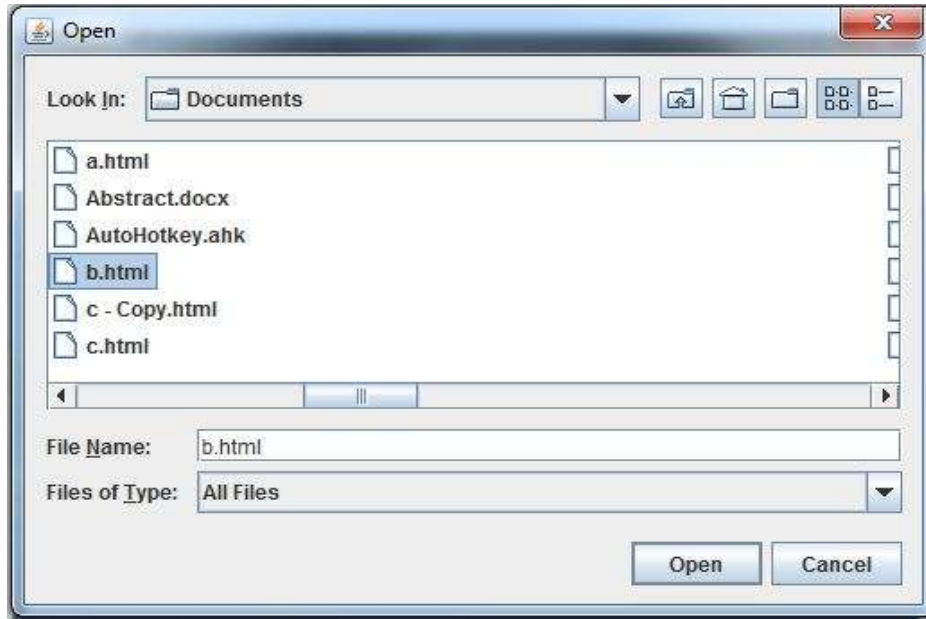 Open
Look In: Documents
a.html
Abstract.docx
AutoHotkey.ahk
b.html
c - Copy.html
c.html
File Name: b.html
Files of Type: All Files
Open Cancel